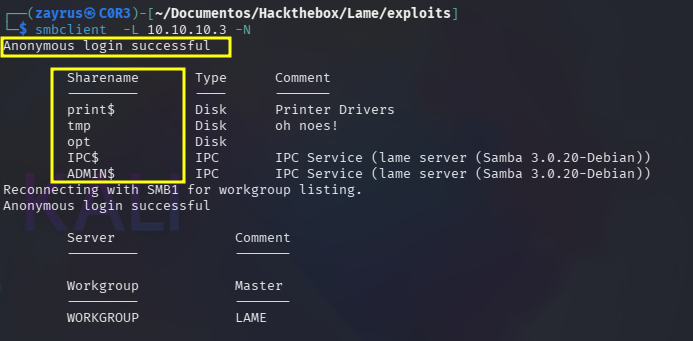 ┌──(zayrus㉿C0R3)-[~/Documentos/Hackthebox/Lame/exploits]
└─$ smbclient  -L 10.10.10.3 -N
Anonymous login successful
Sharename       Type      Comment
---------       ----      -------
print$          Disk      Printer Drivers
tmp             Disk      oh noes!
opt             Disk
IPC$            IPC       IPC Service (lame server (Samba 3.0.20-Debian))
ADMIN$          IPC       IPC Service (lame server (Samba 3.0.20-Debian))
Reconnecting with SMB1 for workgroup listing.
Anonymous login successful
Server               Comment
---------            -------
Workgroup            Master
---------            -------
WORKGROUP            LAME
KALI